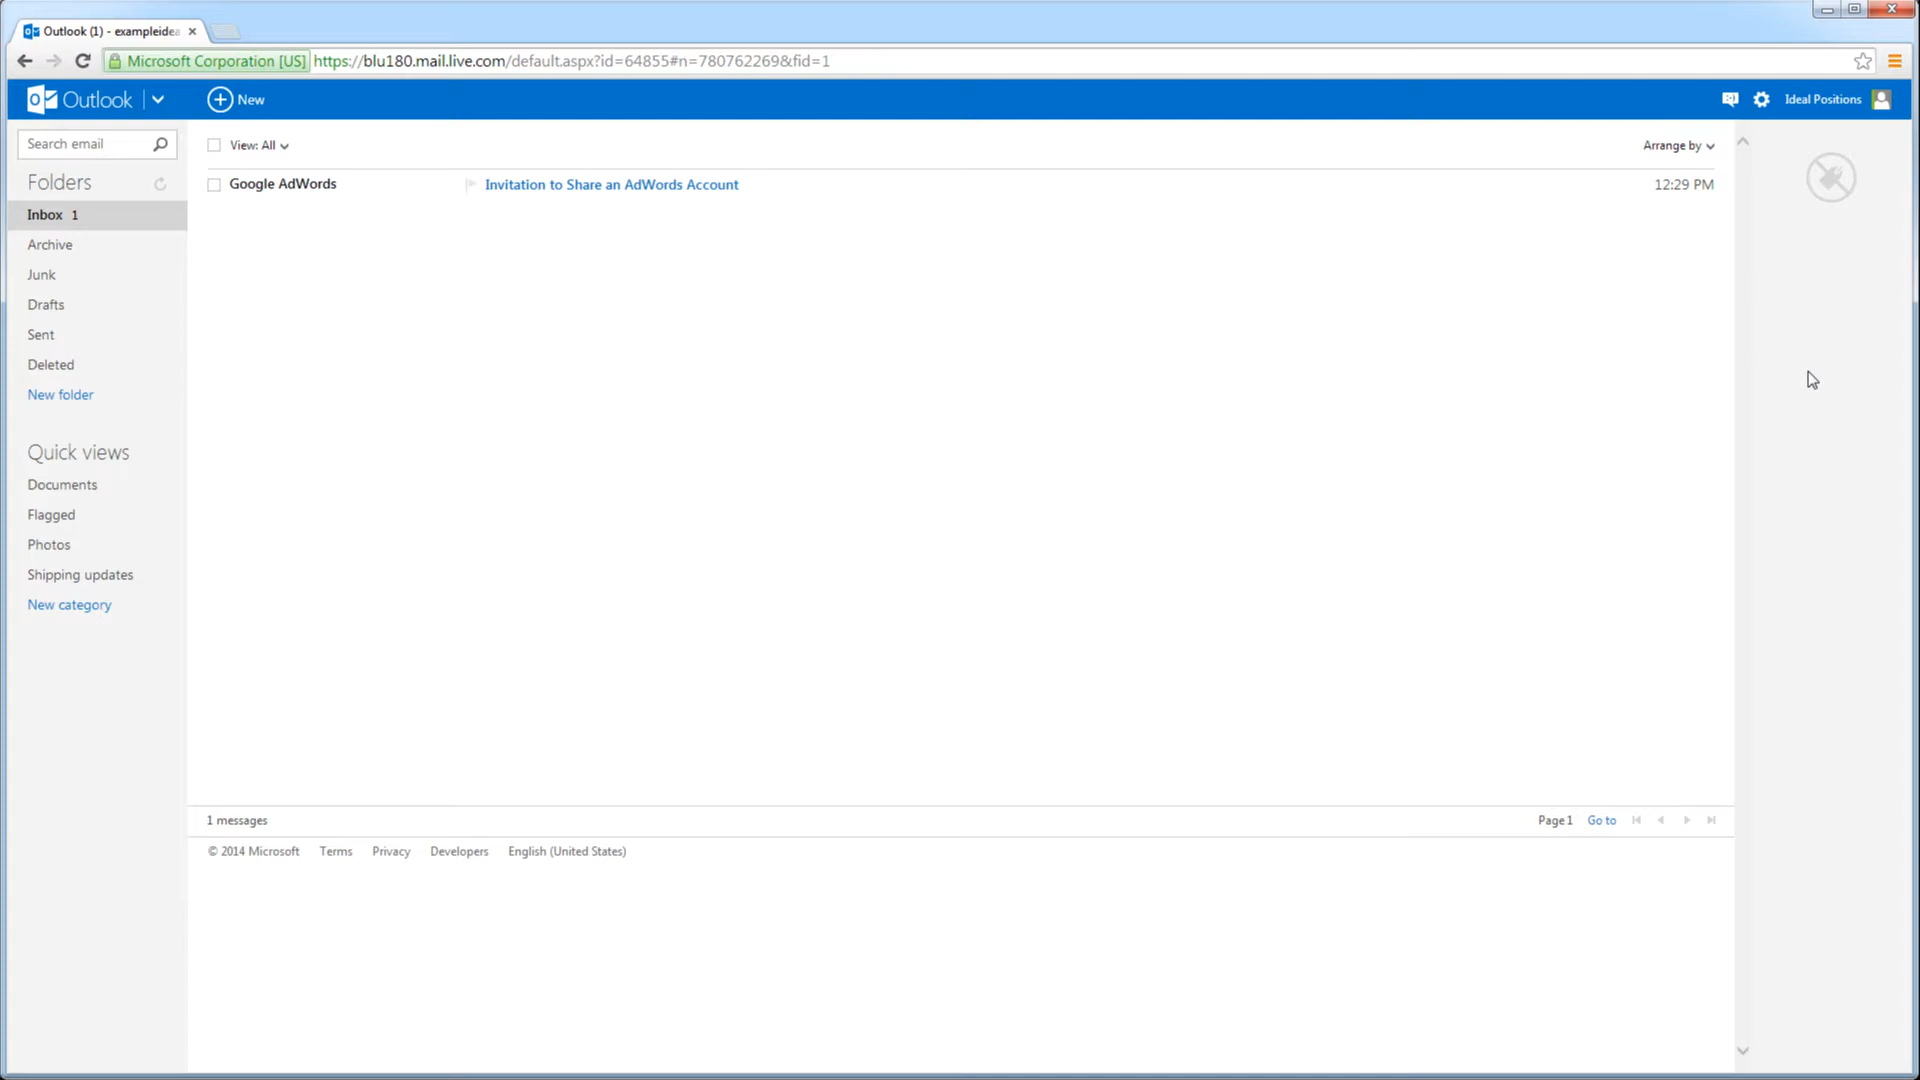 Outlook (1) - exampleidea
Microsoft Corporation [US] https://blu180.mail.live.com/default.aspx?id=64855#n=780762269&fid=1
Outlook New Ideal Positions
Search email
View: All Arrange by
Folders
Google AdWords Invitation to Share an AdWords Account 12:29 PM
Inbox 1
Archive
Junk
Drafts
Sent
Deleted
New folder
Quick views
Documents
Flagged
Photos
Shipping updates
New category
1 messages Page 1 Go to
© 2014 Microsoft Terms Privacy Developers English (United States)